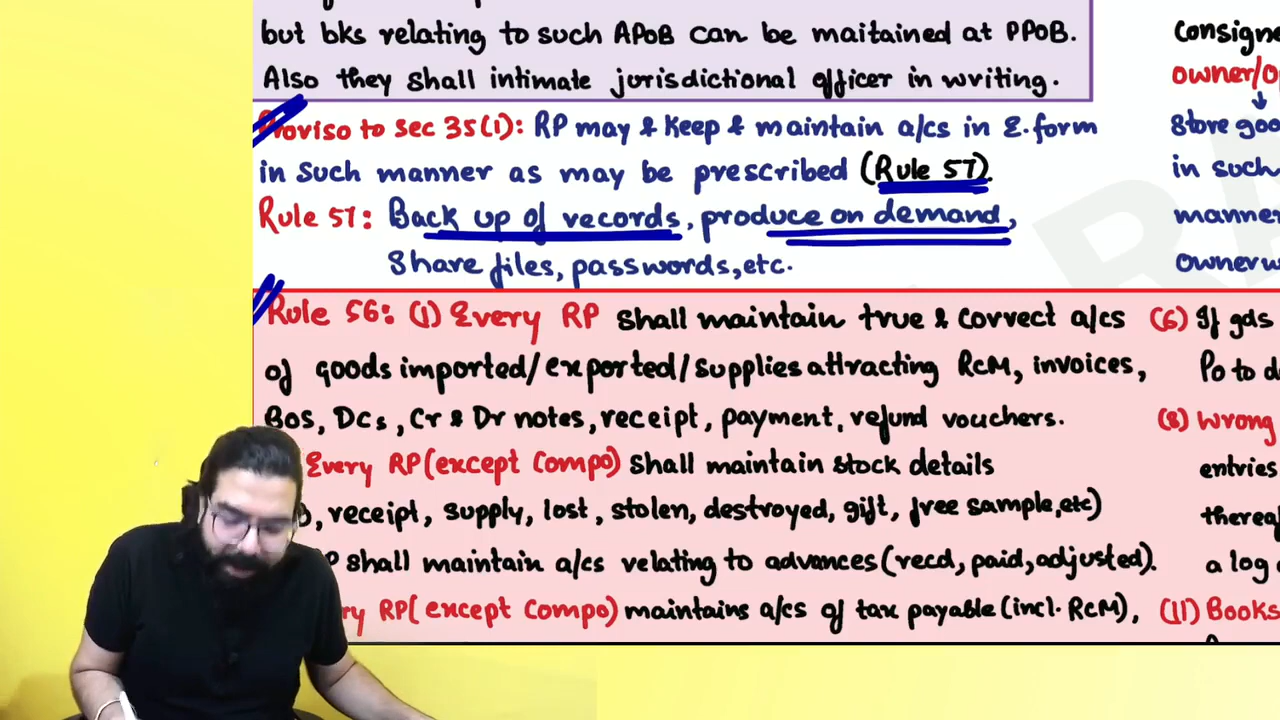 but bks relating to such APoB can be maitained at PPoB.
Also they shall intimate jurisdictional officer in writing.
Proviso to Sec 35(1): RP may & keep & maintain a/cs in E.form
in such manner as may be prescribed (Rule 57).
Rule 57: Back up of records, produce on demand,
Share files, passwords, etc.
Rule 56: (1) Every RP shall maintain true & correct a/cs
of goods imported/exported/supplies attracting RCM, invoices,
Bos, DCs, Cr & Dr notes, receipt, payment, refund vouchers.
Every RP (except Compo) shall maintain stock details
, receipt, supply, lost, stolen, destroyed, gift, free sample, etc)
P shall maintain a/cs relating to advances (recd, paid, adjusted).
ry RP (except Compo) maintains a/cs of tax payable (incl. RCM),
Consigne
owner/o
↓
Store goo
in such
manner
owner
(6) If gds
Po to d
(8) wrong
entries
therea
a log
(11) Books